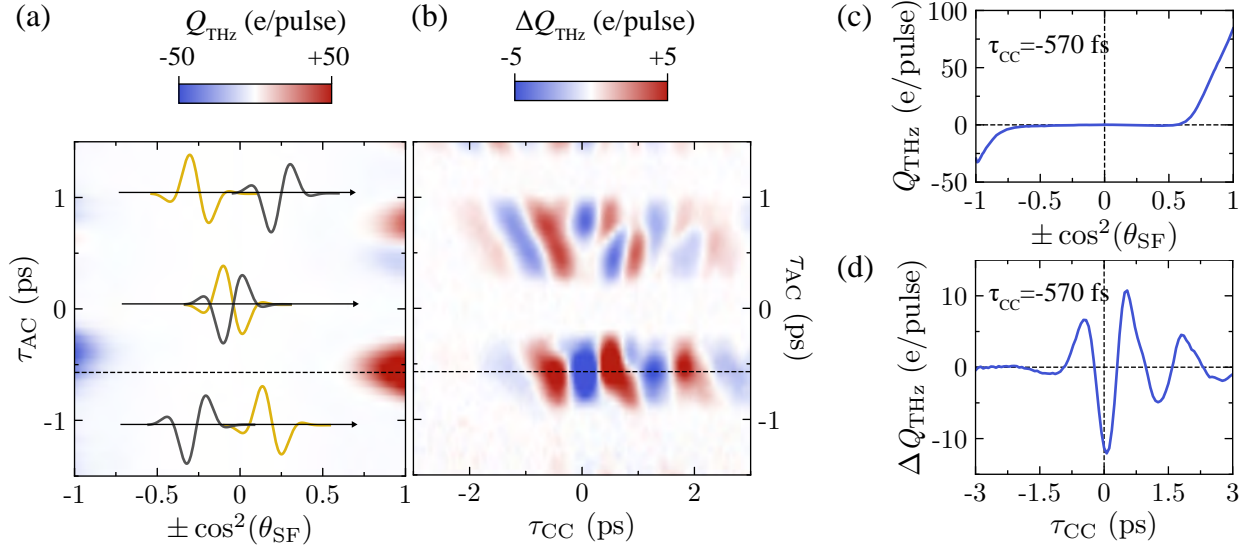 (a)
Q_THz (e/pulse)
-50 +50
τ_AC (ps)
1
0
-1
-1 -0.5 0 0.5 1
± cos²(θ_SF)
(b)
ΔQ_THz (e/pulse)
-5 +5
1
0
-1
τ_AC (ps)
-2 0 2
τ_CC (ps)
(c)
Q_THz (e/pulse)
100
50
0
-50
τ_CC=-570 fs
-1 -0.5 0 0.5 1
± cos²(θ_SF)
(d)
ΔQ_THz (e/pulse)
10
0
-10
τ_CC=-570 fs
-3 -1.5 0 1.5 3
τ_CC (ps)